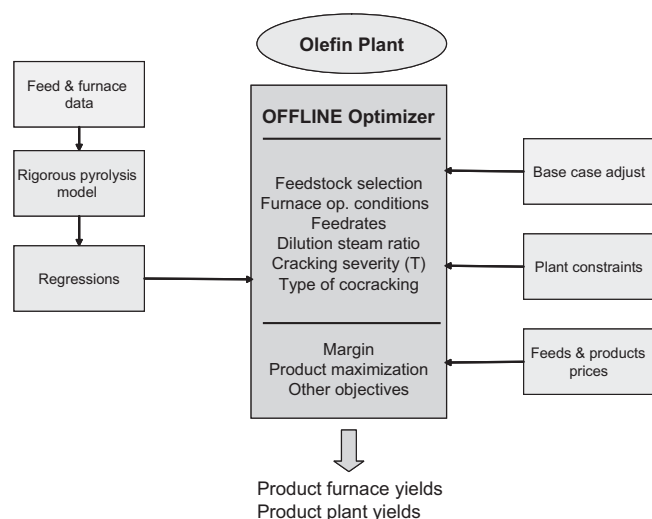 Olefin Plant
Feed & furnace
data
Rigorous pyrolysis
model
Regressions
OFFLINE Optimizer
Feedstock selection
Furnace op. conditions
Feedrates
Dilution steam ratio
Cracking severity (T)
Type of cocracking
Margin
Product maximization
Other objectives
Base case adjust
Plant constraints
Feeds & products
prices
Product furnace yields
Product plant yields